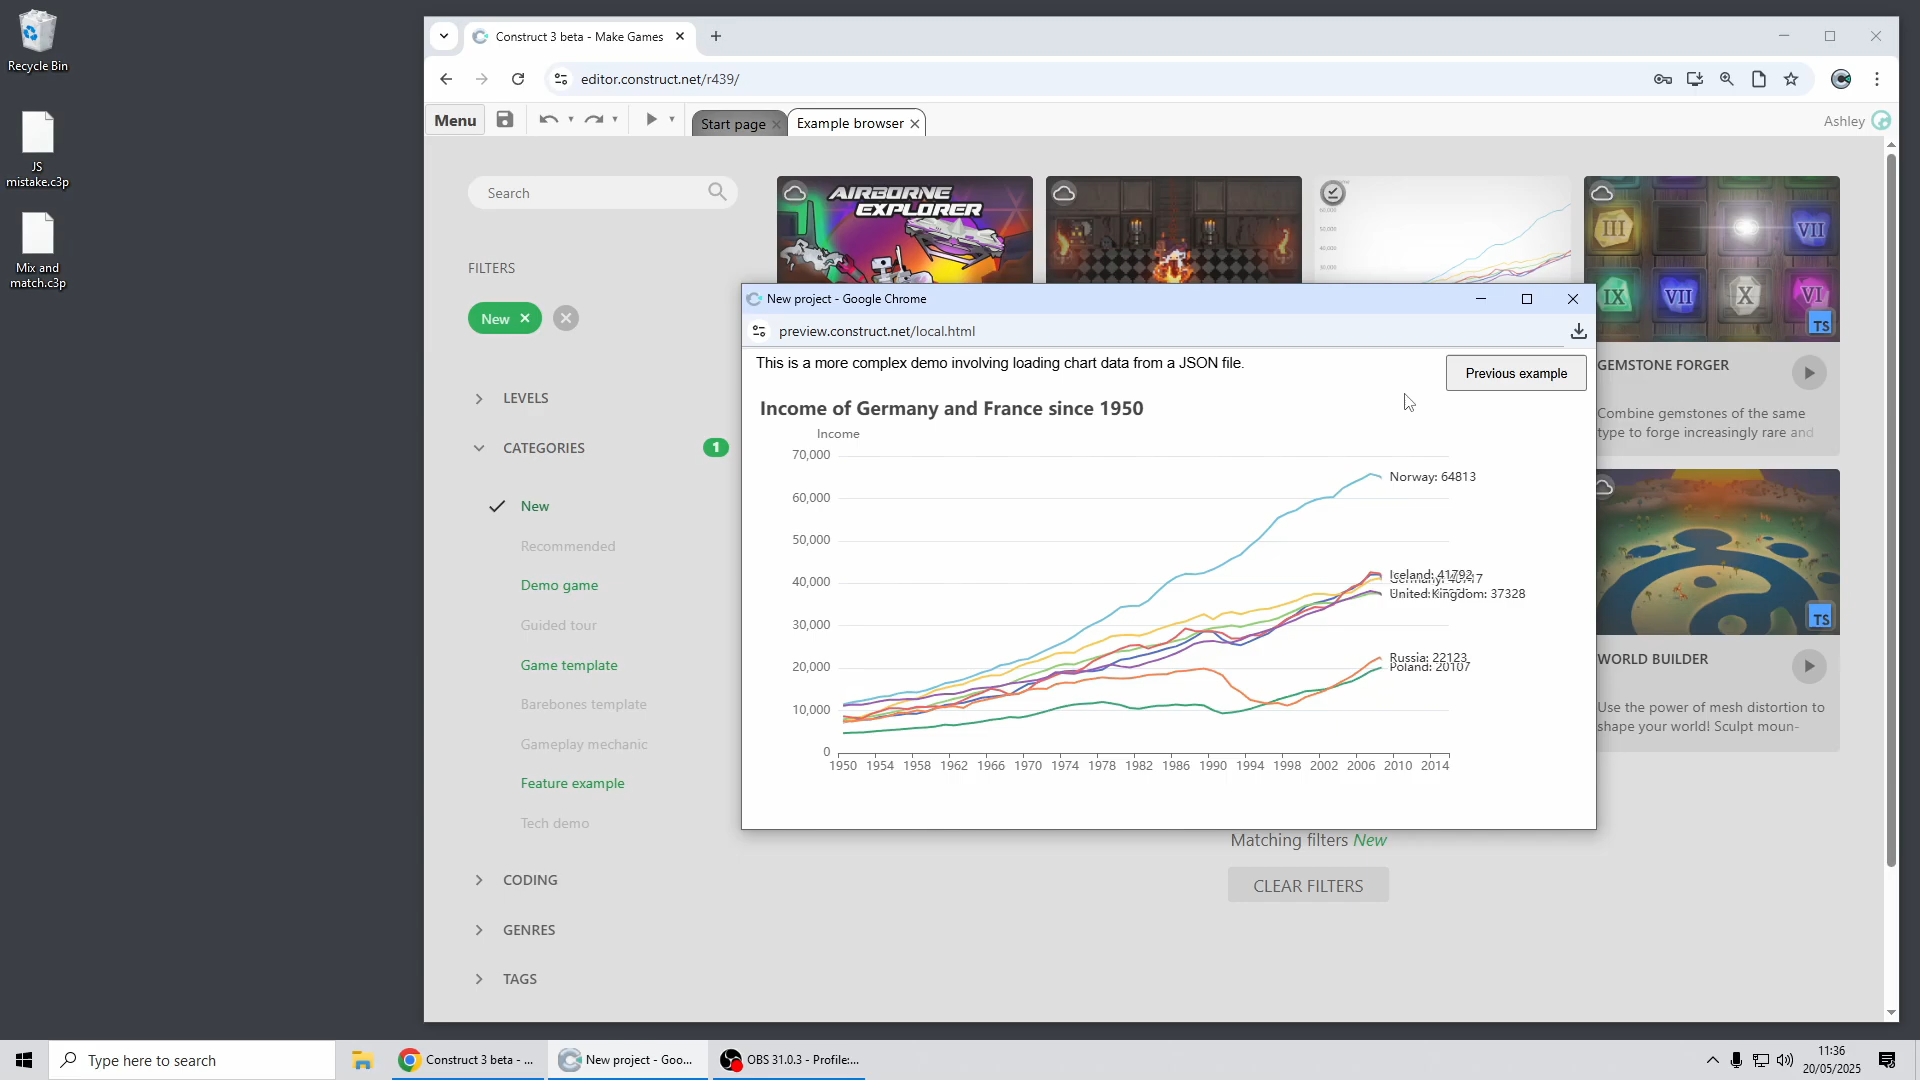 Recycle Bin
JS
mistake.c3p
Mix and
match.c3p
Construct 3 beta - Make Games
editor.construct.net/r439/
Menu
Start page
Example browser
Ashley
Search
FILTERS
New
LEVELS
CATEGORIES
1
New
Recommended
Demo game
Guided tour
Game template
Barebones template
Gameplay mechanic
Feature example
Tech demo
CODING
GENRES
TAGS
AIRBORNE
EXPLORER
60,000
50,000
40,000
30,000
III
VII
IX
VII
X
VI
TS
GEMSTONE FORGER
Combine gemstones of the same
type to forge increasingly rare and
TS
WORLD BUILDER
Use the power of mesh distortion to
shape your world! Sculpt moun-
New project - Google Chrome
preview.construct.net/local.html
This is a more complex demo involving loading chart data from a JSON file.
Previous example
Income of Germany and France since 1950
Income
70,000
60,000
50,000
40,000
30,000
20,000
10,000
0
1950 1954 1958 1962 1966 1970 1974 1978 1982 1986 1990 1994 1998 2002 2006 2010 2014
Norway: 64813
Iceland: 41792
United Kingdom: 37328
Russia: 22123
Poland: 20107
Matching filters New
CLEAR FILTERS
Type here to search
Construct 3 beta - ...
New project - Goo...
OBS 31.0.3 - Profile:...
11:36
20/05/2025